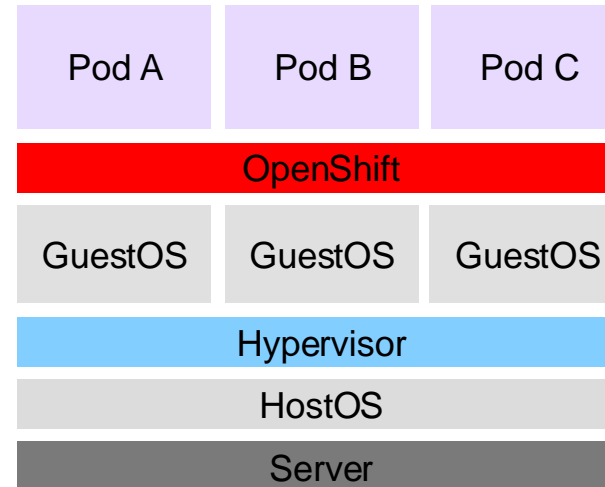 Pod A Pod B Pod C
OpenShift
GuestOS GuestOS GuestOS
Hypervisor
HostOS
Server